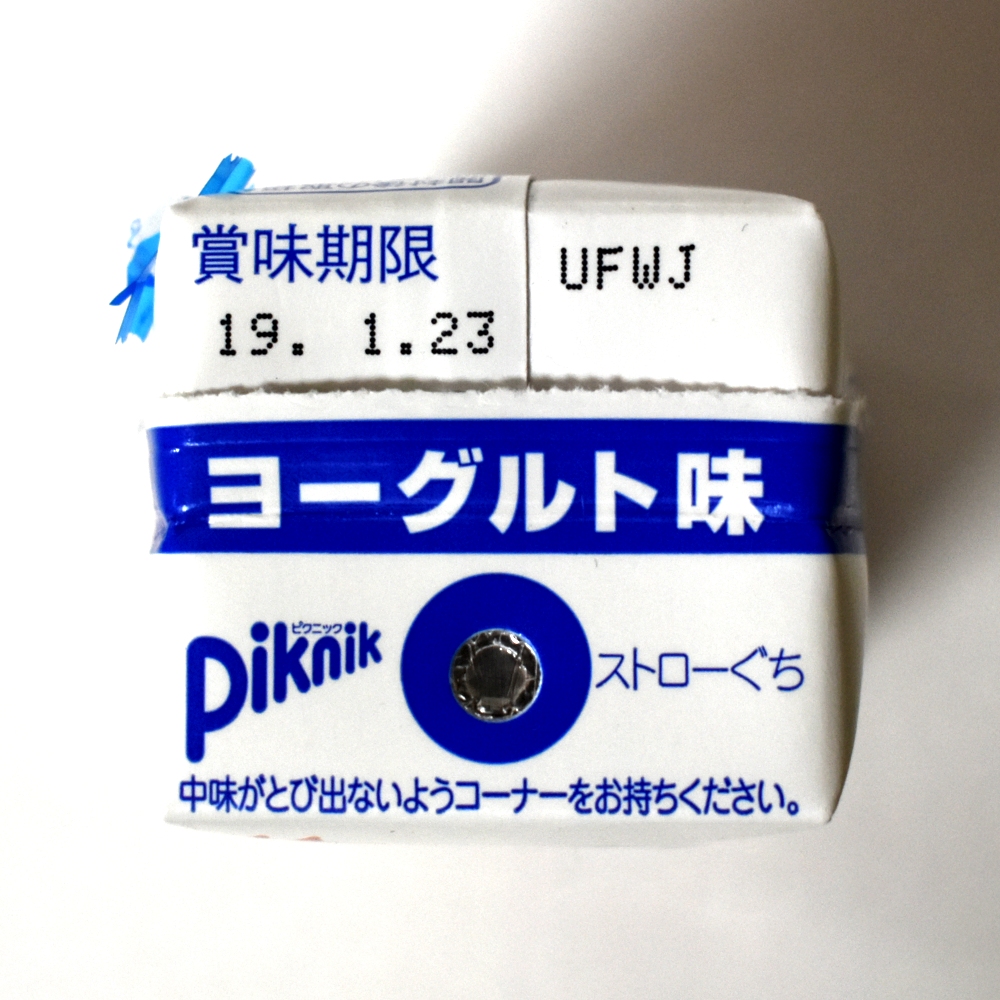 賞味期限
19. 1.23
UFWJ
ヨーグルト味
ピクニック
piknik
ストローぐち
中味がとび出ないようコーナーをお持ちください。